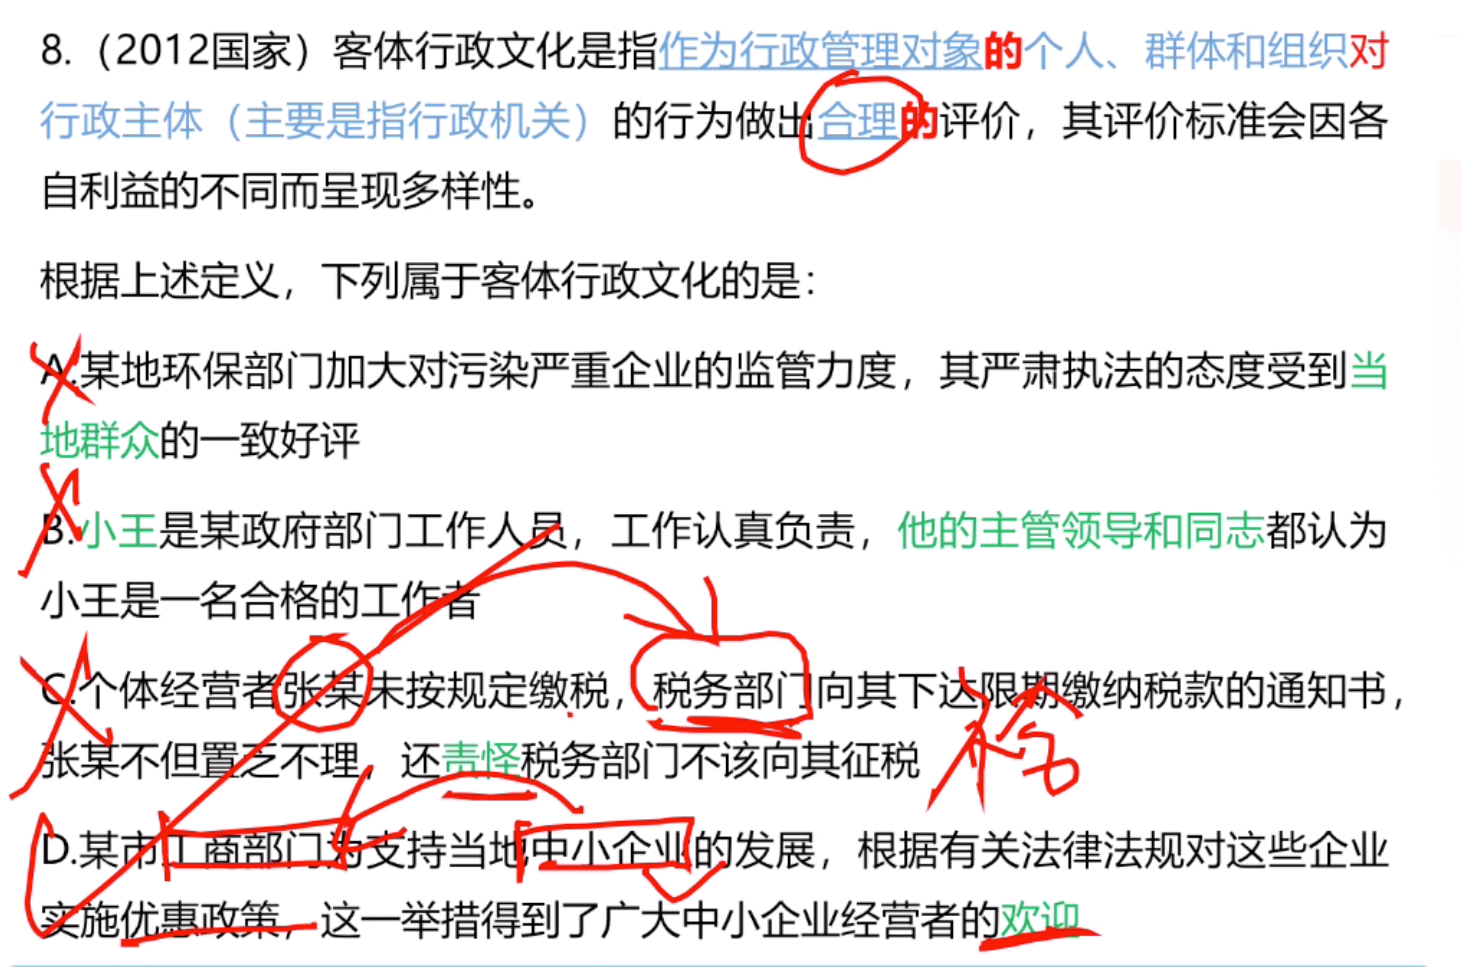 8.（2012国家）客体行政文化是指作为行政管理对象的个人、群体和组织对
行政主体（主要是指行政机关）的行为做出合理的评价，其评价标准会因各
自利益的不同而呈现多样性。
根据上述定义，下列属于客体行政文化的是：
A.某地环保部门加大对污染严重企业的监管力度，其严肃执法的态度受到当
地群众的一致好评
B.小王是某政府部门工作人员，工作认真负责，他的主管领导和同志都认为
小王是一名合格的工作者
C.个体经营者张某未按规定缴税，税务部门向其下达限期缴纳税款的通知书，
张某不但置之不理，还责怪税务部门不该向其征税
D.某市工商部门为支持当地中小企业的发展，根据有关法律法规对这些企业
实施优惠政策，这一举措得到了广大中小企业经营者的欢迎